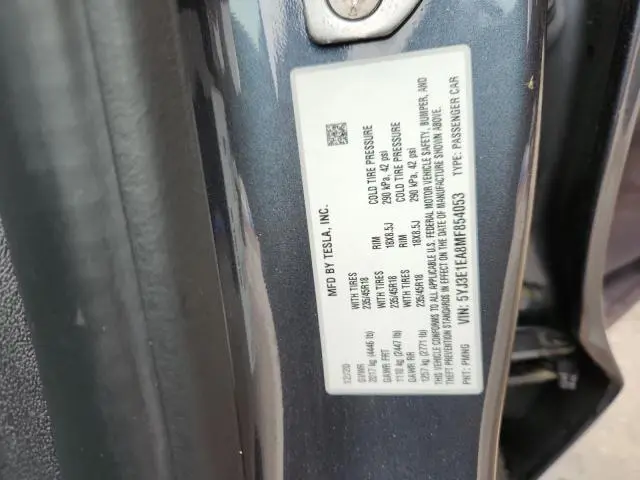 MFD BY TESLA, INC.
12/20
GVWR WITH TIRES RIM COLD TIRE PRESSURE
2017 kg (4446 lb) 235/45R18 18X8.5J 290 kPa, 42 psi
GAWR FRT WITH TIRES RIM COLD TIRE PRESSURE
1110 kg (2447 lb) 235/45R18 18X8.5J 290 kPa, 42 psi
GAWR RR WITH TIRES
1257 kg (2771 lb) 235/45R18
THIS VEHICLE CONFORMS TO ALL APPLICABLE U.S. FEDERAL MOTOR VEHICLE SAFETY, BUMPER, AND
THEFT PREVENTION STANDARDS IN EFFECT ON THE DATE OF MANUFACTURE SHOWN ABOVE.
PNT: PMNG VIN: 5YJ3E1EA8MF854053 TYPE: PASSENGER CAR